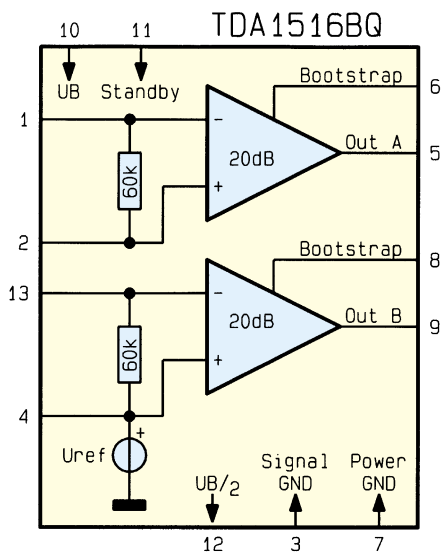 TDA1516BQ
10
11
UB
Standby
Bootstrap
6
1
−
20dB
Out A
5
60k
+
2
Bootstrap
8
13
−
20dB
Out B
9
60k
+
4
+
Uref
UB/2
Signal
GND
Power
GND
12
3
7